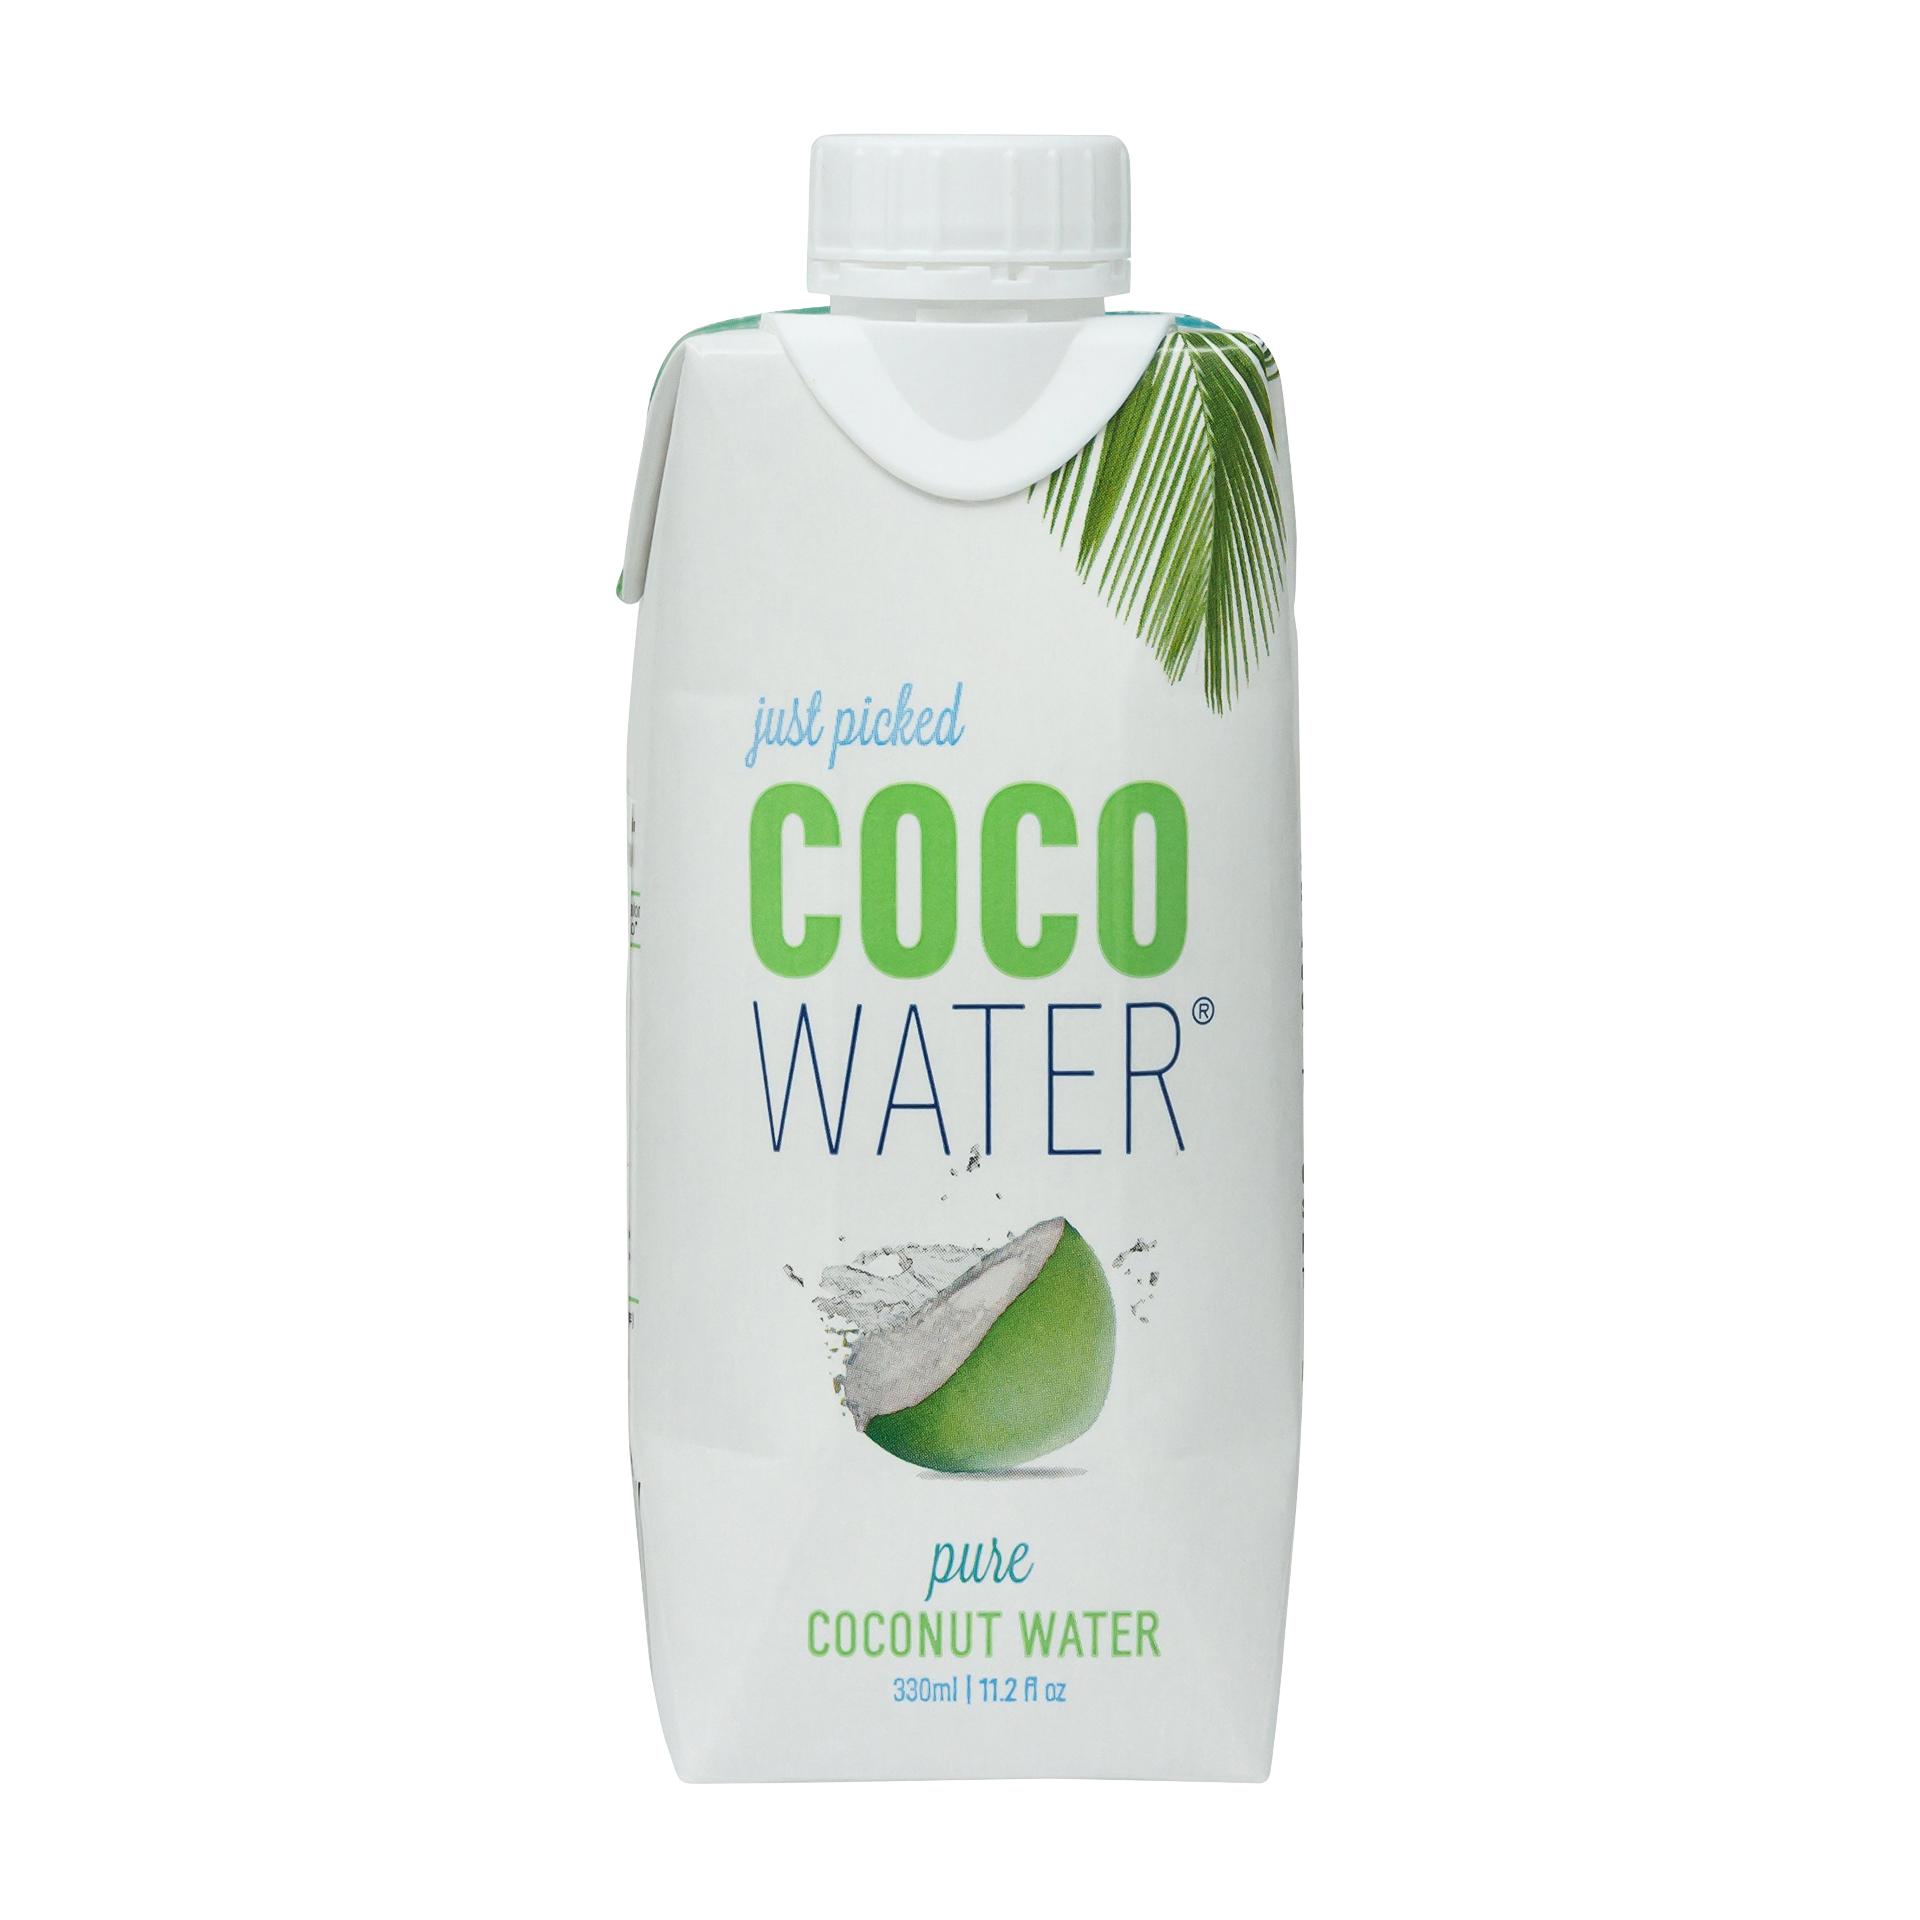 just picked
COCO
WATER®
pure
COCONUT WATER
330ml | 11.2 fl oz